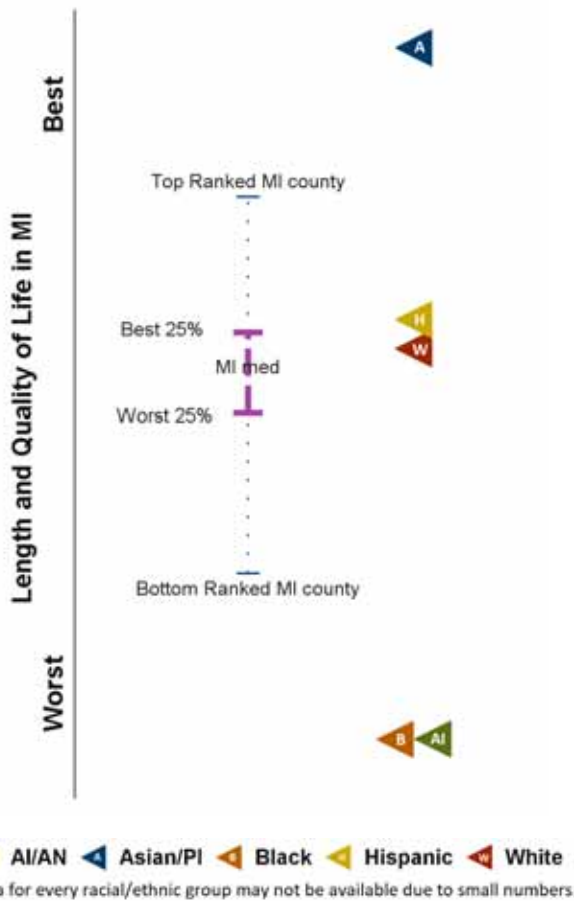 Best
Length and Quality of Life in MI
Worst
A
Top Ranked MI county
Best 25%
MI med
Worst 25%
Bottom Ranked MI county
H
W
B AI
AI/AN A Asian/PI B Black H Hispanic W White
for every racial/ethnic group may not be available due to small numbers